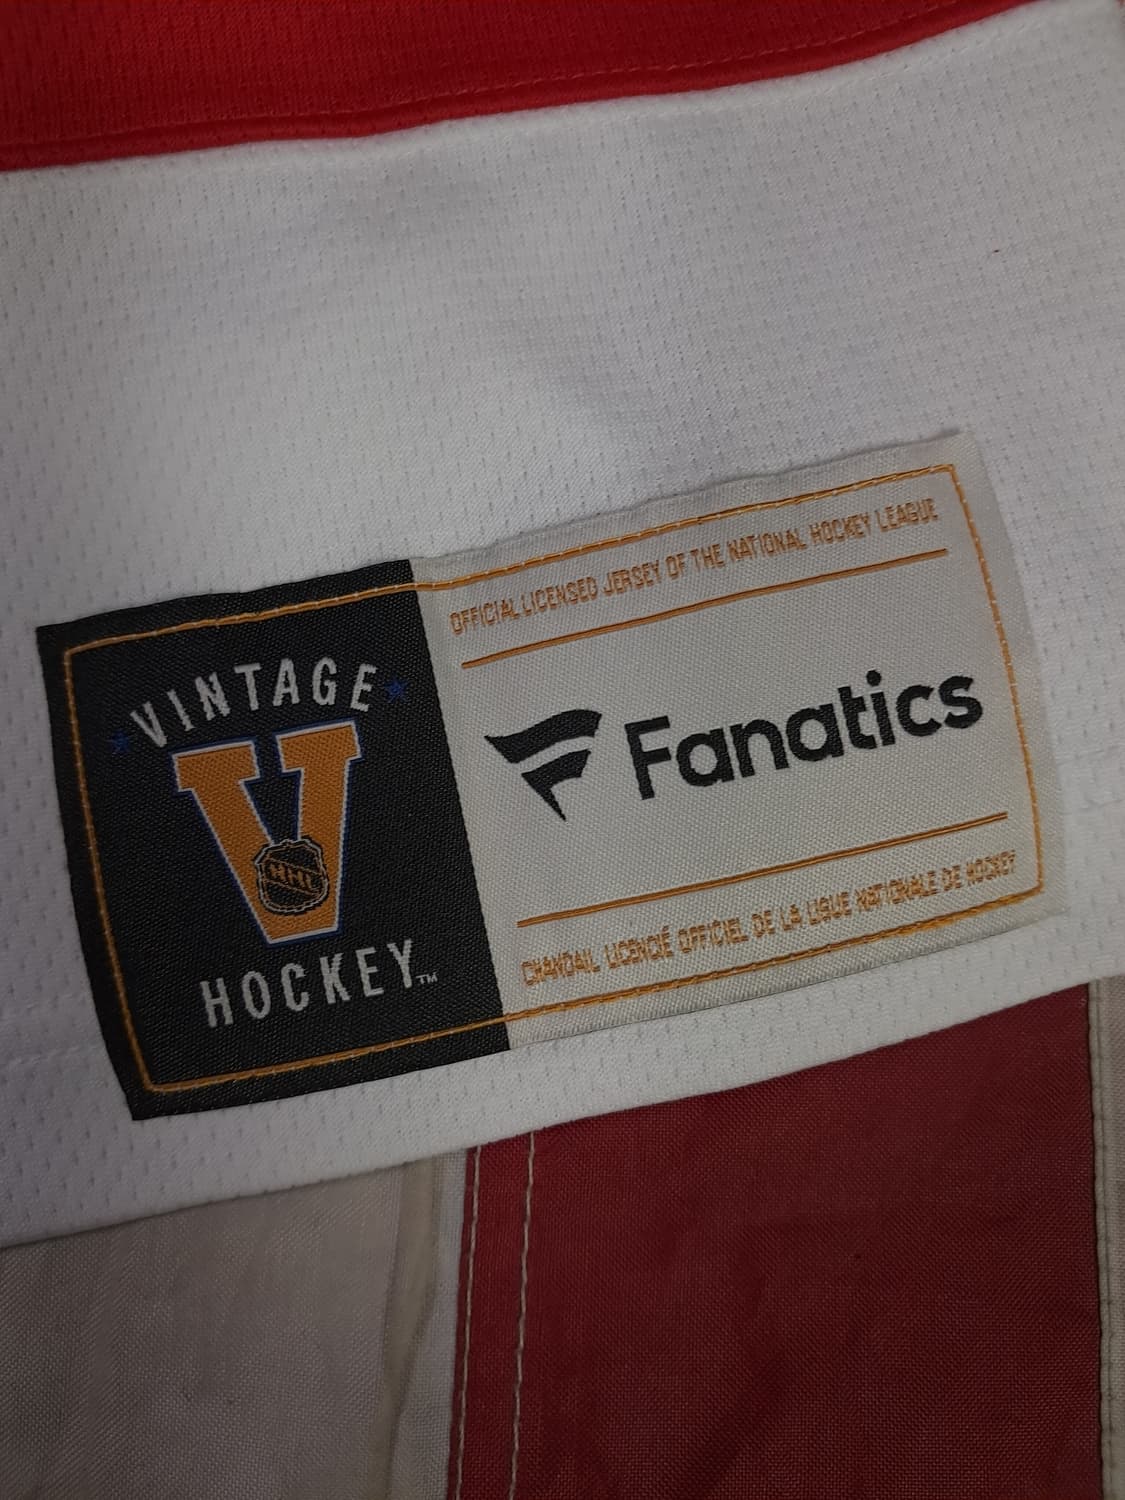 VINTAGE
V
NHL
HOCKEY™
OFFICIAL LICENSED JERSEY OF THE NATIONAL HOCKEY LEAGUE
Fanatics
CHANDAIL LICENCIÉ OFFICIEL DE LA LIGUE NATIONALE DE HOCKEY